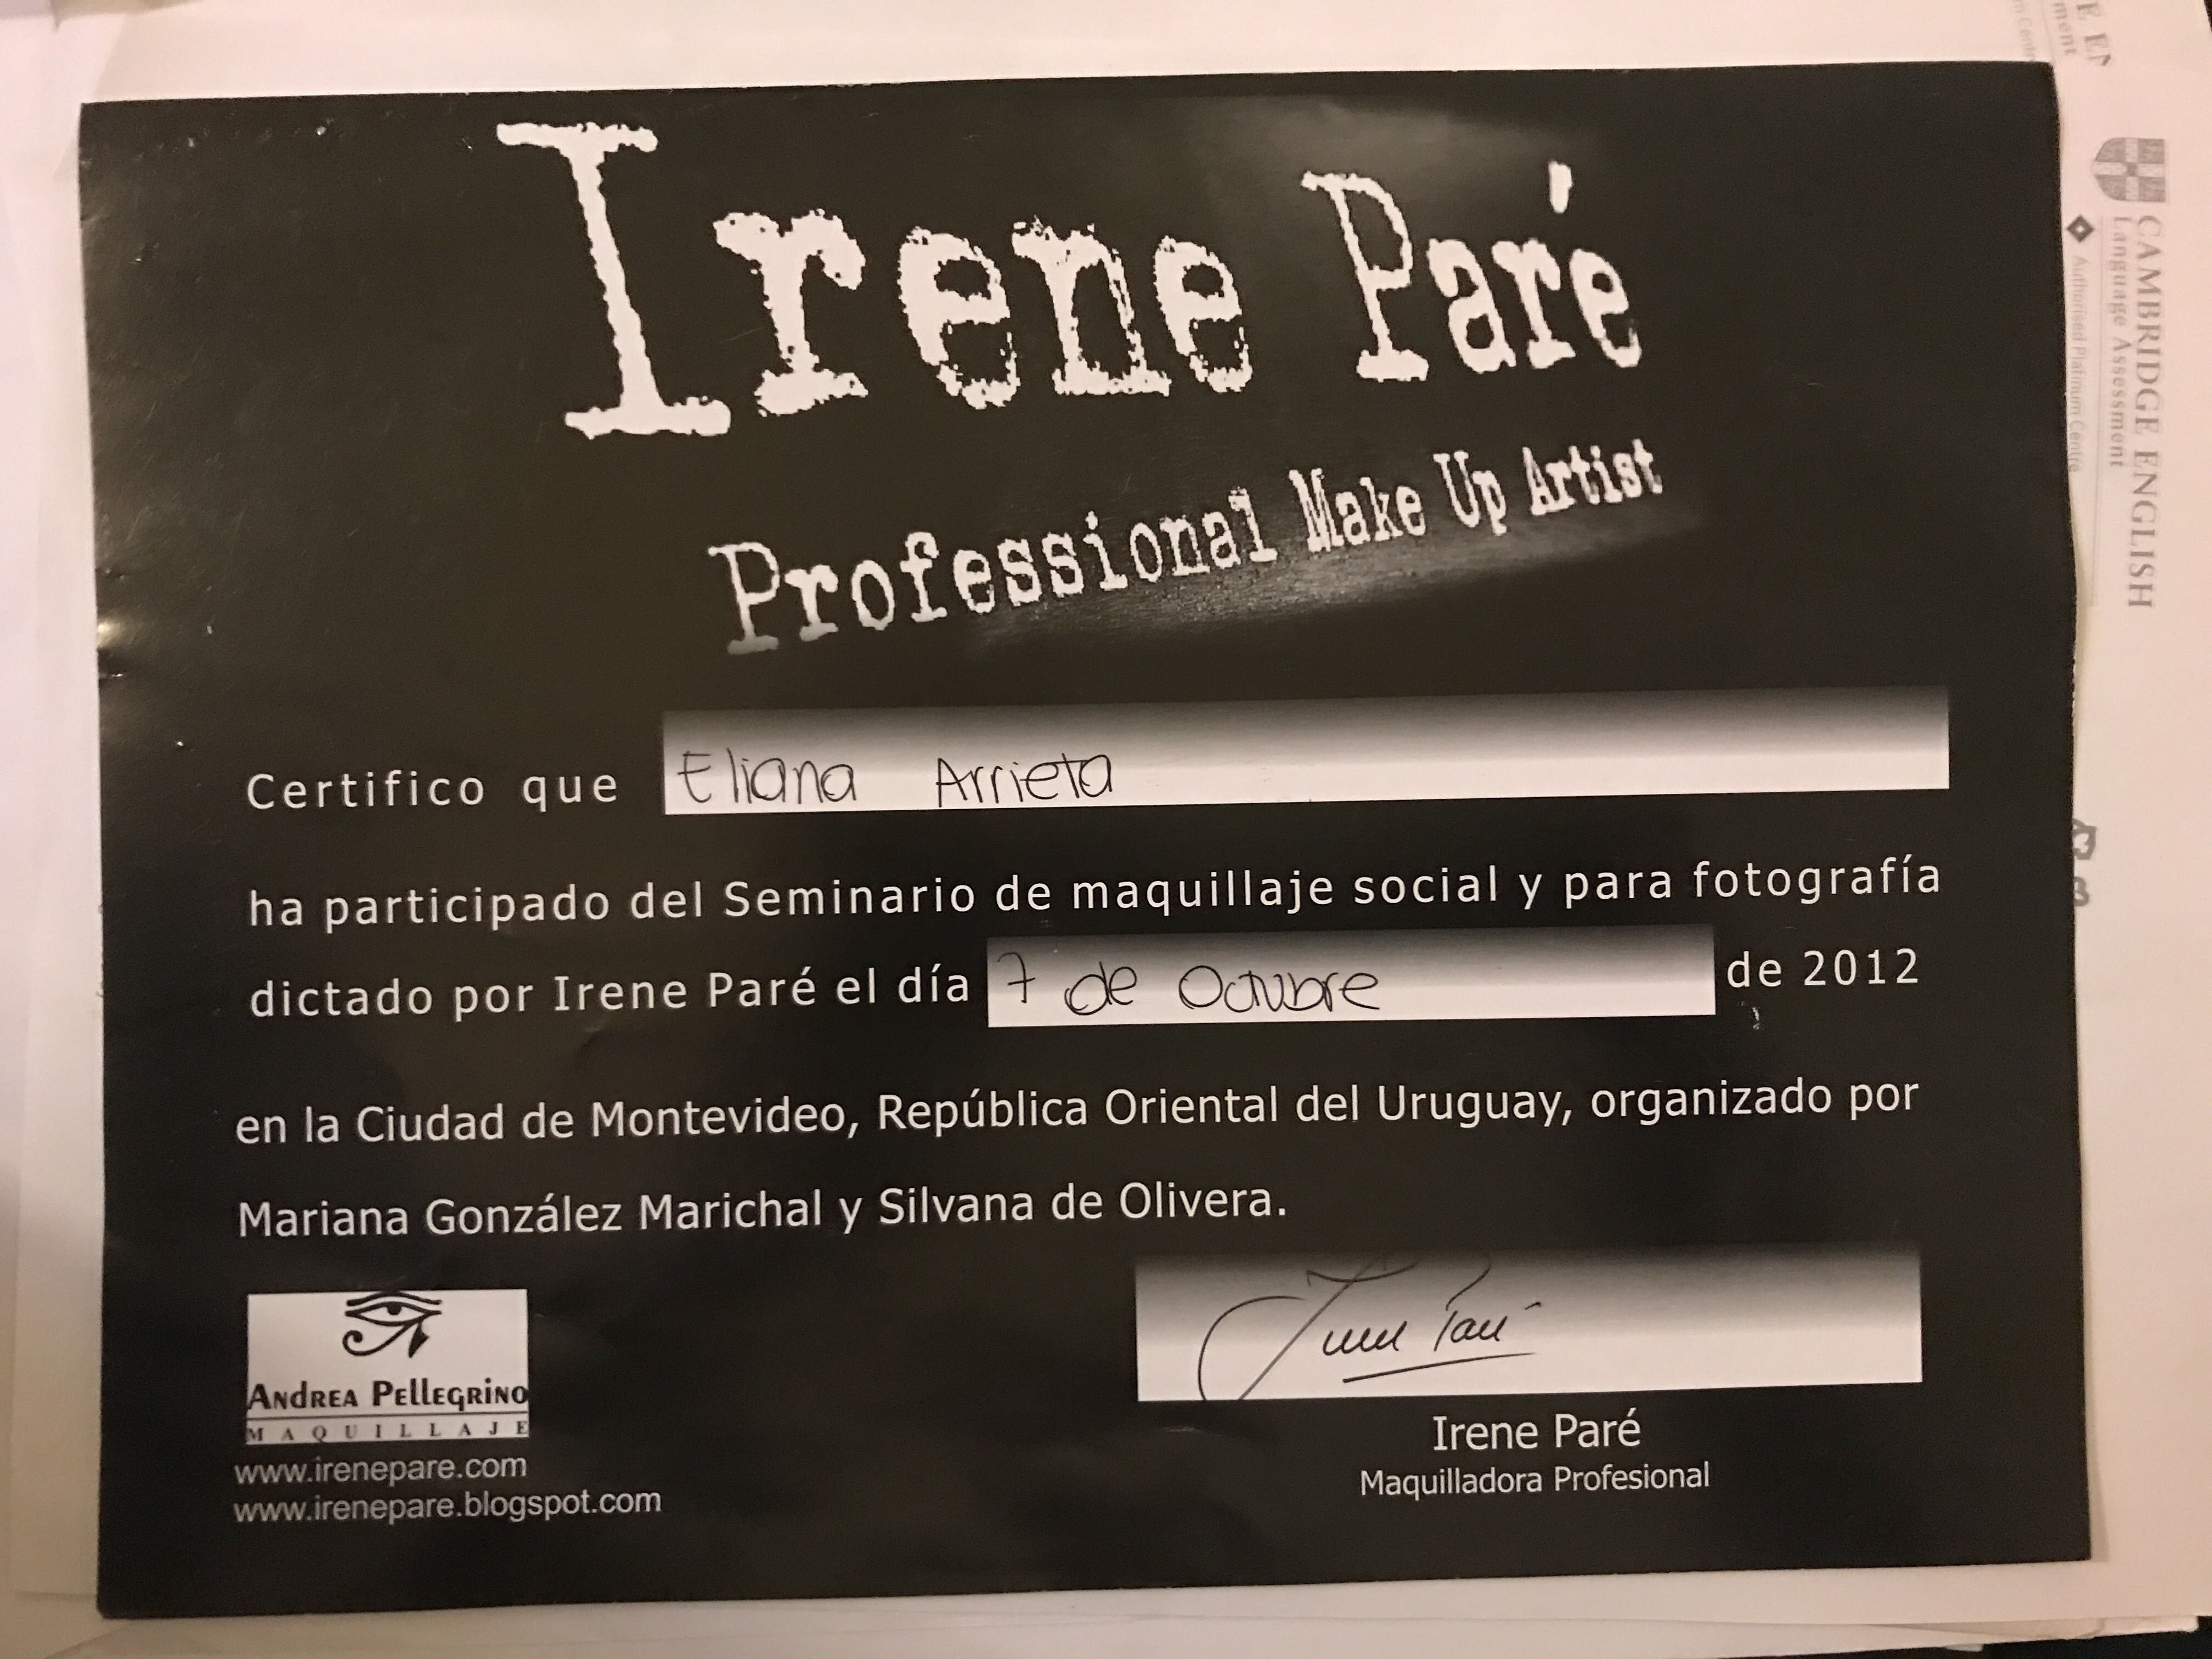 Irene Paré
Professional Make Up Artist
Certifico que Eliana Arrieta
ha participado del Seminario de maquillaje social y para fotografía
dictado por Irene Paré el día 7 de Octubre de 2012
en la Ciudad de Montevideo, República Oriental del Uruguay, organizado por
Mariana González Marichal y Silvana de Olivera.
Irene Paré
Irene Paré
Maquilladora Profesional
ANDREA PELLEGRINO
MAQUILLAJE
www.irenepare.com
www.irenepare.blogspot.com
CAMBRIDGE ENGLISH
Language Assessment
Authorised Platinum Centre